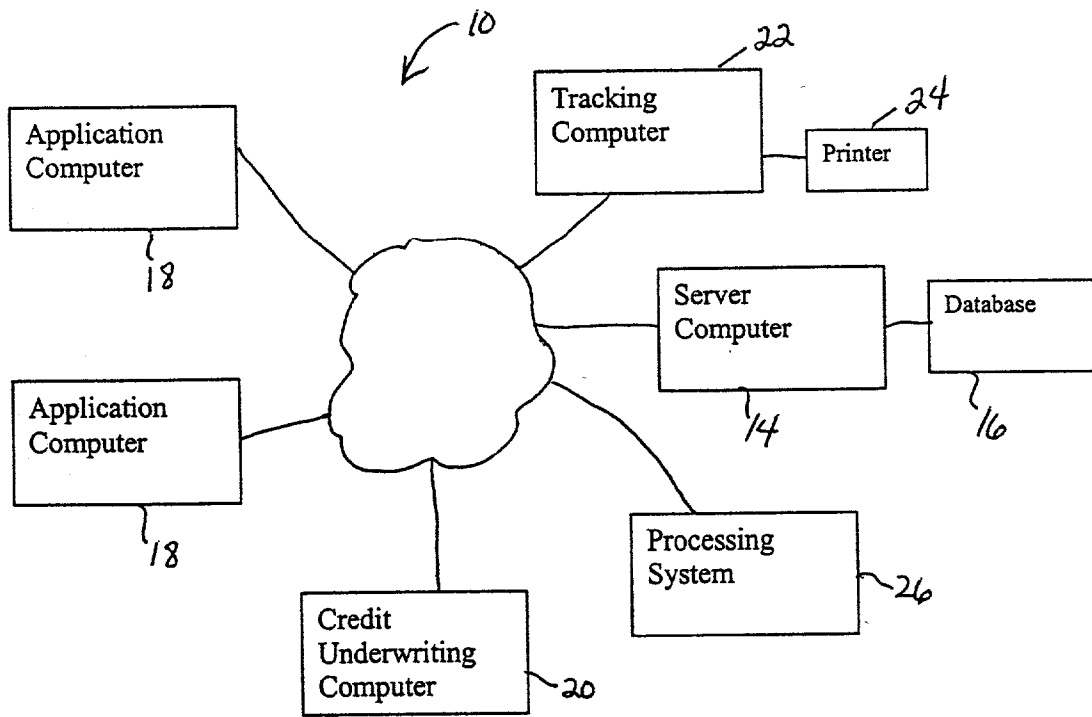 10
22
Tracking
Computer
24
Printer
Application
Computer
18
Server
Computer
14
Database
16
Application
Computer
18
Processing
System
26
Credit
Underwriting
Computer
20